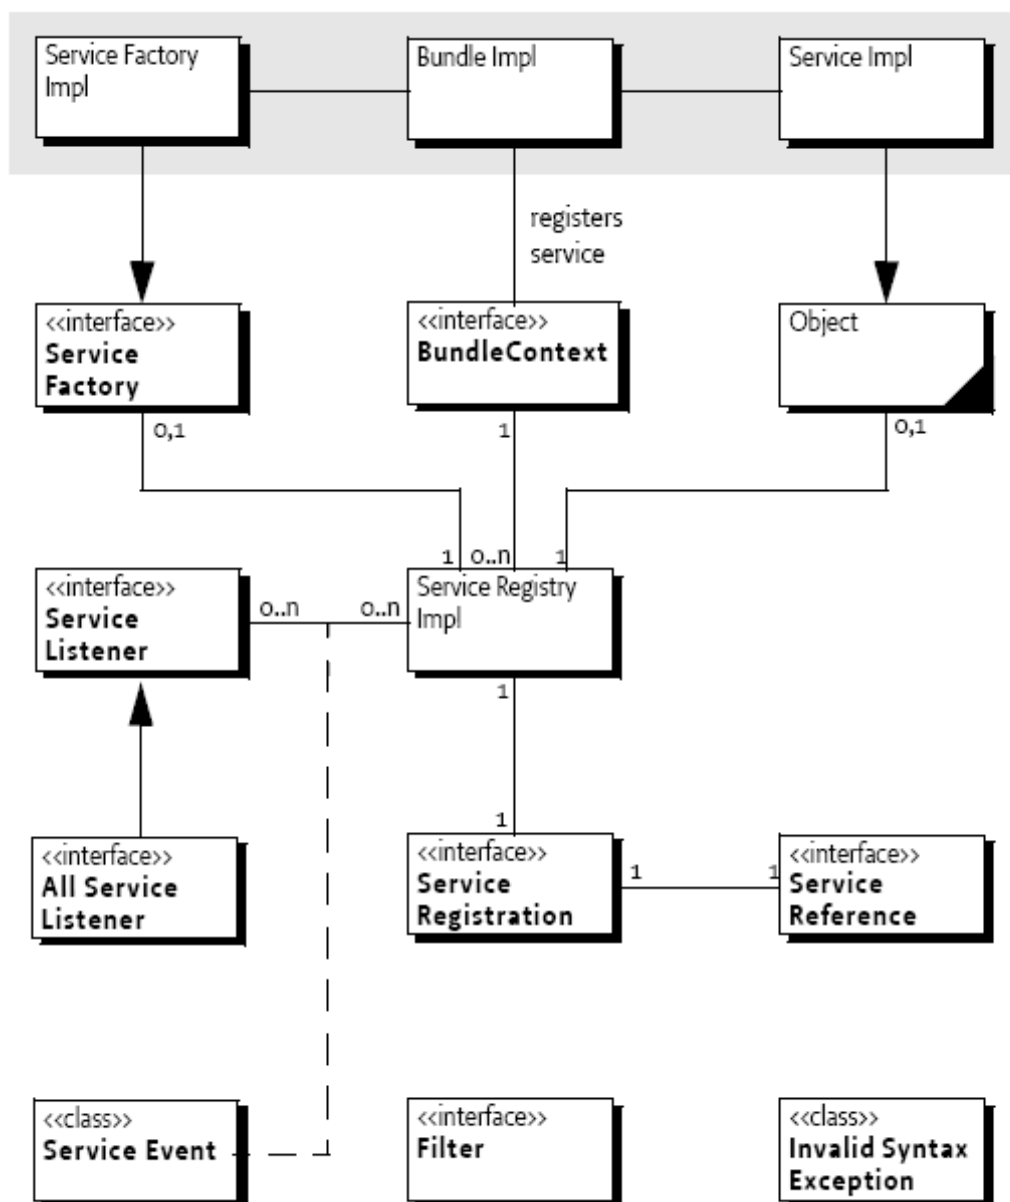 Service Factory
Impl
Bundle Impl
Service Impl
registers
service
<<interface>>
Service
Factory
<<interface>>
BundleContext
Object
0,1
1
0,1
1
0..n
1
<<interface>>
Service
Listener
0..n
0..n
Service Registry
Impl
1
1
<<interface>>
All Service
Listener
<<interface>>
Service
Registration
1
1
<<interface>>
Service
Reference
<<class>>
Service Event
<<interface>>
Filter
<<class>>
Invalid Syntax
Exception